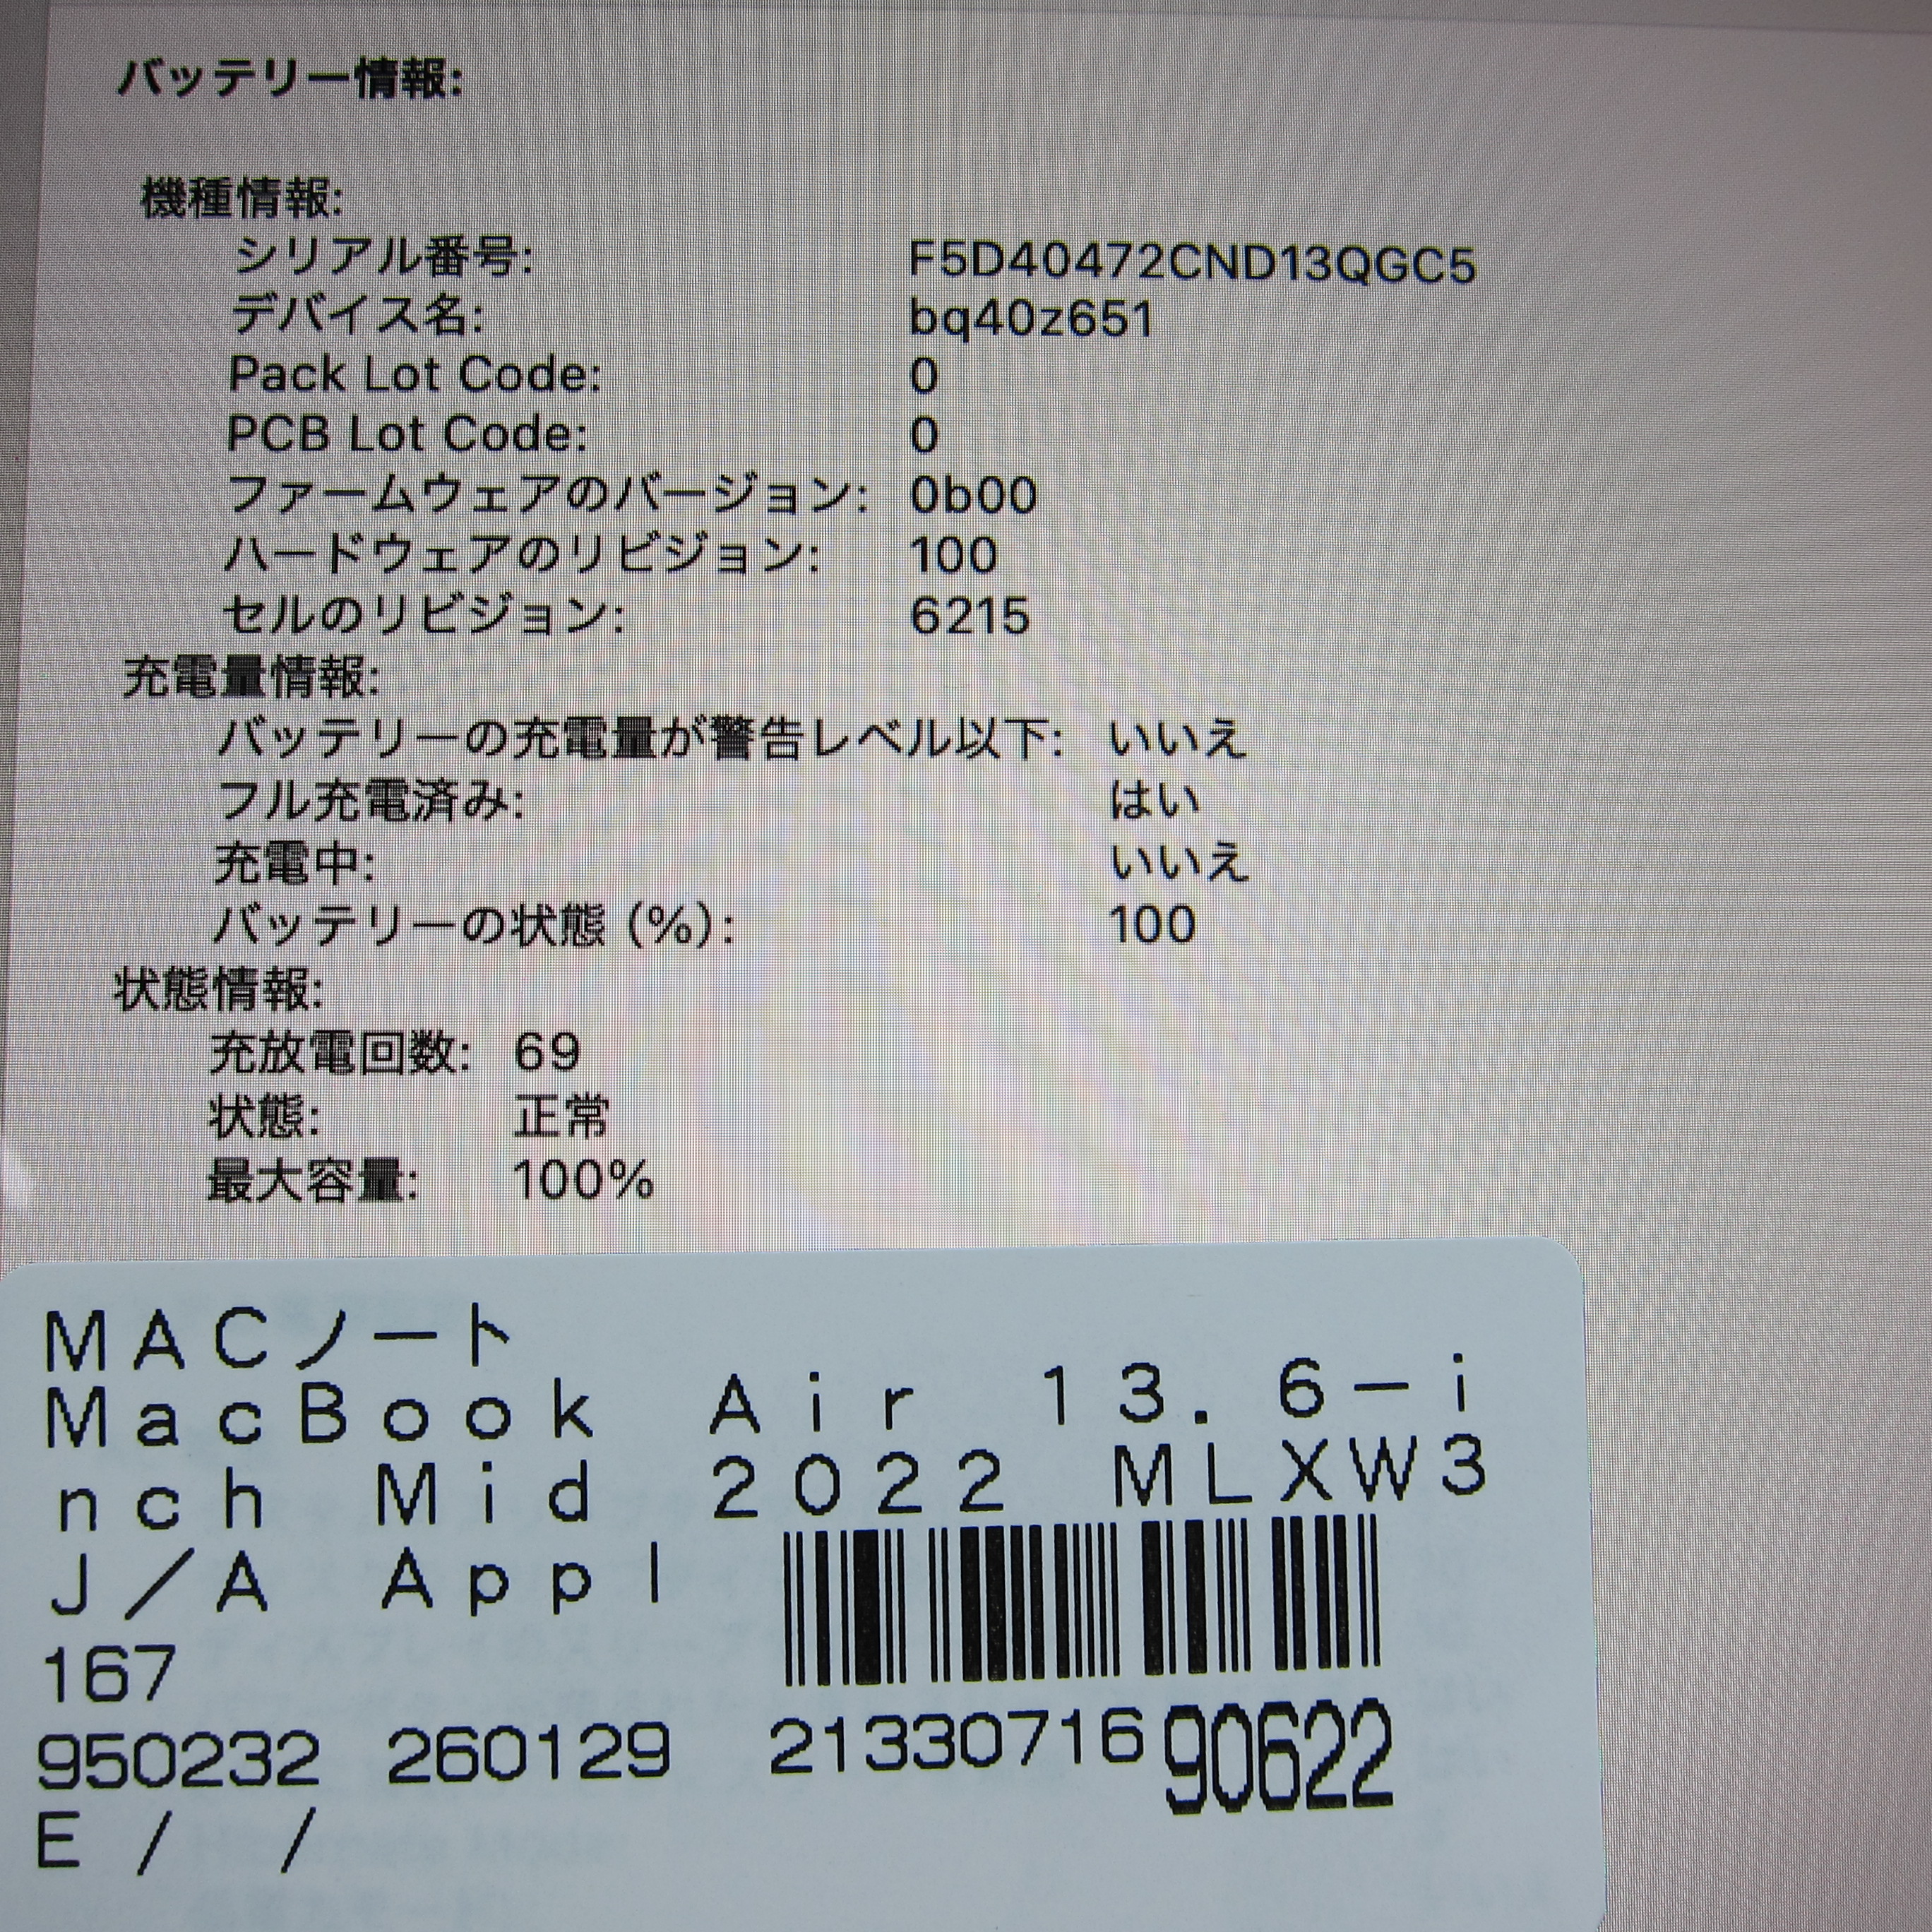 バッテリー情報:
機種情報:
シリアル番号: F5D40472CND13QGC5
デバイス名: bq40z651
Pack Lot Code: 0
PCB Lot Code: 0
ファームウェアのバージョン: 0b00
ハードウェアのリビジョン: 100
セルのリビジョン: 6215
充電量情報:
バッテリーの充電量が警告レベル以下: いいえ
フル充電済み: はい
充電中: いいえ
バッテリーの状態 (%): 100
状態情報:
充放電回数: 69
状態: 正常
最大容量: 100%
MACノート
MacBook Air 13.6-i
nch Mid 2022 MLXW3
J/A Appl
167
950232 260129 21330716 90622
E / /